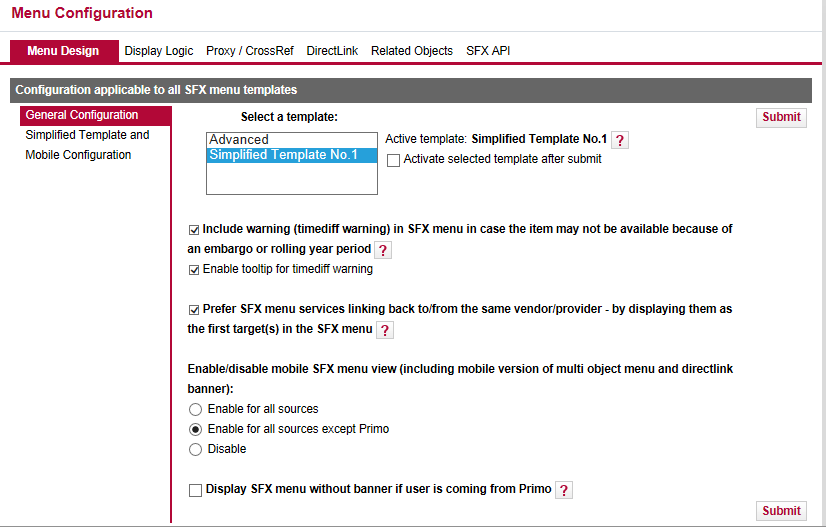 Menu Configuration
Menu Design Display Logic Proxy / CrossRef DirectLink Related Objects SFX API
Configuration applicable to all SFX menu templates
General Configuration
Simplified Template and
Mobile Configuration
Select a template:
Submit
Advanced
Simplified Template No.1
Active template: Simplified Template No.1 ?
Activate selected template after submit
Include warning (timediff warning) in SFX menu in case the item may not be available because of
an embargo or rolling year period ?
Enable tooltip for timediff warning
Prefer SFX menu services linking back to/from the same vendor/provider - by displaying them as
the first target(s) in the SFX menu ?
Enable/disable mobile SFX menu view (including mobile version of multi object menu and directlink
banner):
Enable for all sources
Enable for all sources except Primo
Disable
Display SFX menu without banner if user is coming from Primo ?
Submit